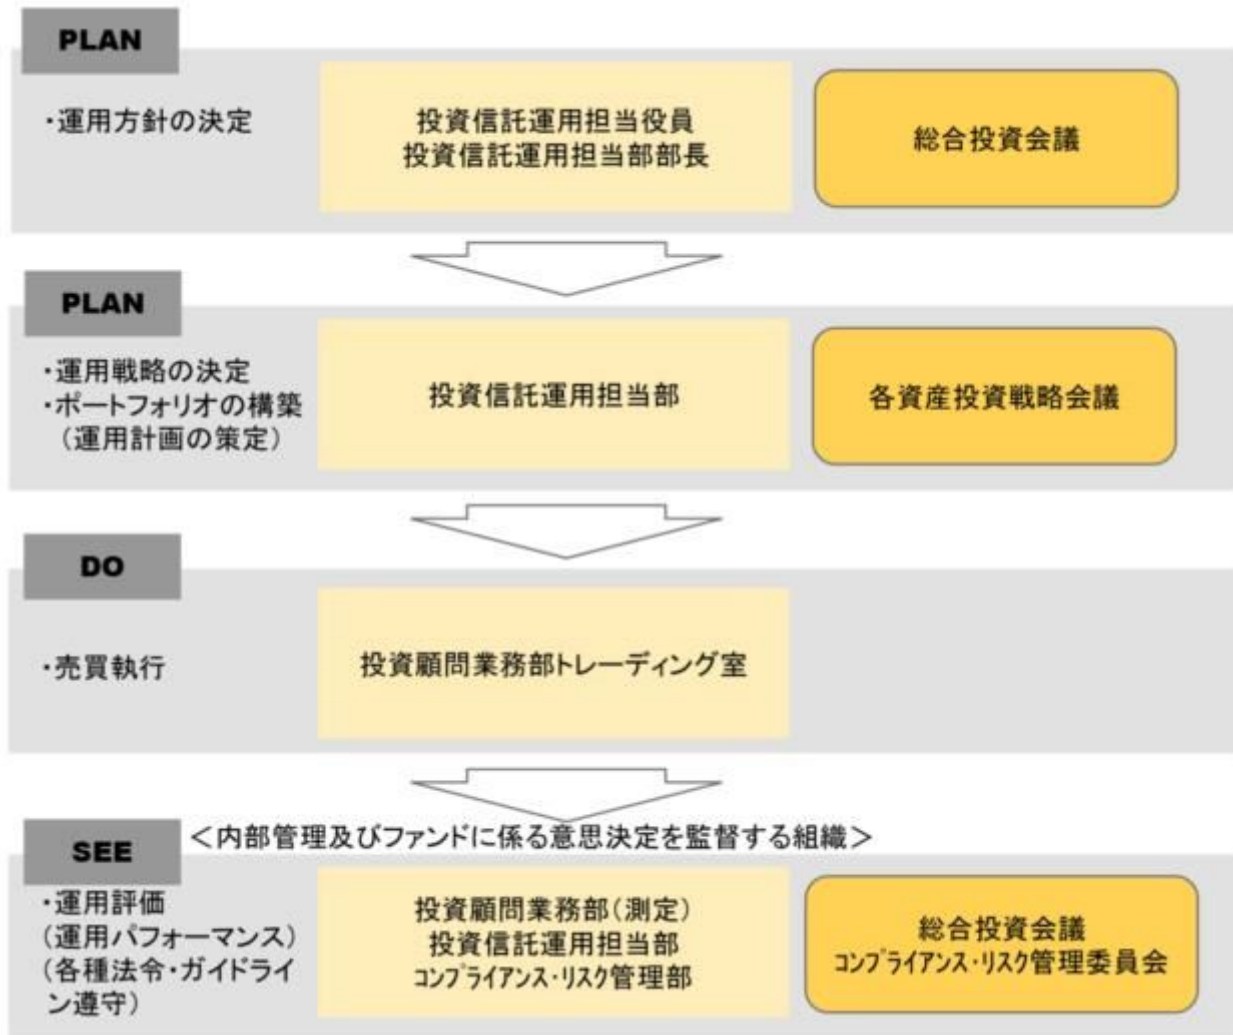 PLAN
・運用方針の決定
投資信託運用担当役員
投資信託運用担当部部長
総合投資会議
PLAN
・運用戦略の決定
・ポートフォリオの構築
（運用計画の策定）
投資信託運用担当部
各資産投資戦略会議
DO
・売買執行
投資顧問業務部トレーディング室
＜内部管理及びファンドに係る意思決定を監督する組織＞
SEE
・運用評価
（運用パフォーマンス）
（各種法令・ガイドライ
ン遵守）
投資顧問業務部（測定）
投資信託運用担当部
ｺﾝﾌﾟﾗｲｱﾝｽ・ﾘｽｸ管理部
総合投資会議
ｺﾝﾌﾟﾗｲｱﾝｽ・ﾘｽｸ管理委員会